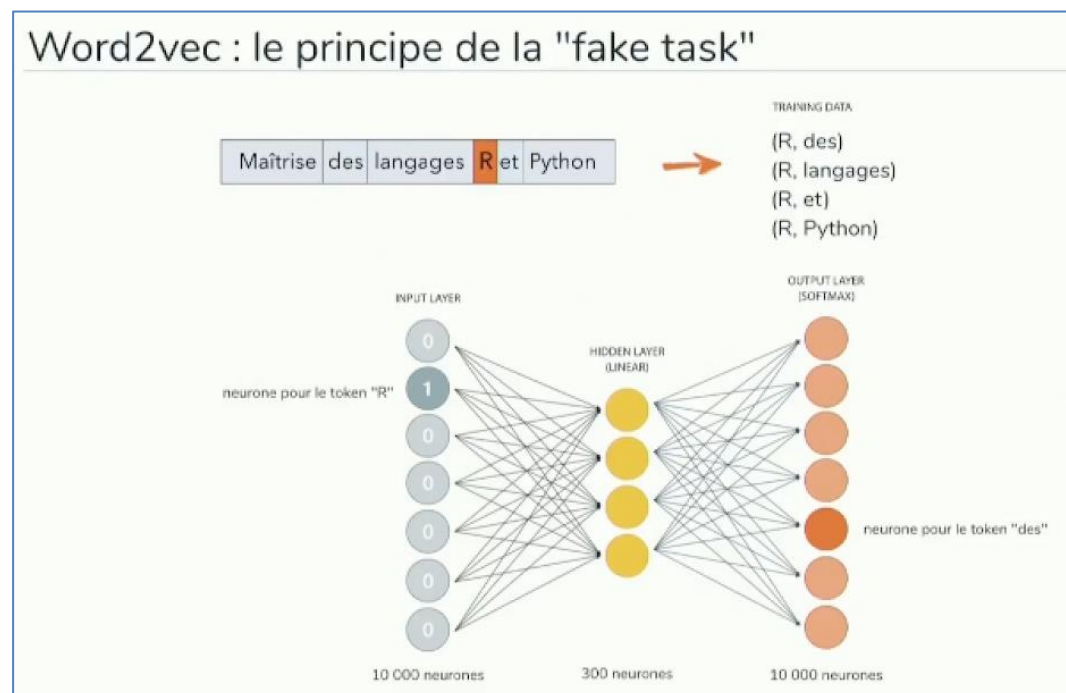 Word2vec : le principe de la "fake task"
Maîtrise des langages R et Python
TRAINING DATA
(R, des)
(R, langages)
(R, et)
(R, Python)
INPUT LAYER
HIDDEN LAYER
(LINEAR)
OUTPUT LAYER
(SOFTMAX)
0
neurone pour le token "R" 1
0
0
0
neurone pour le token "des"
0
0
10 000 neurones
300 neurones
10 000 neurones